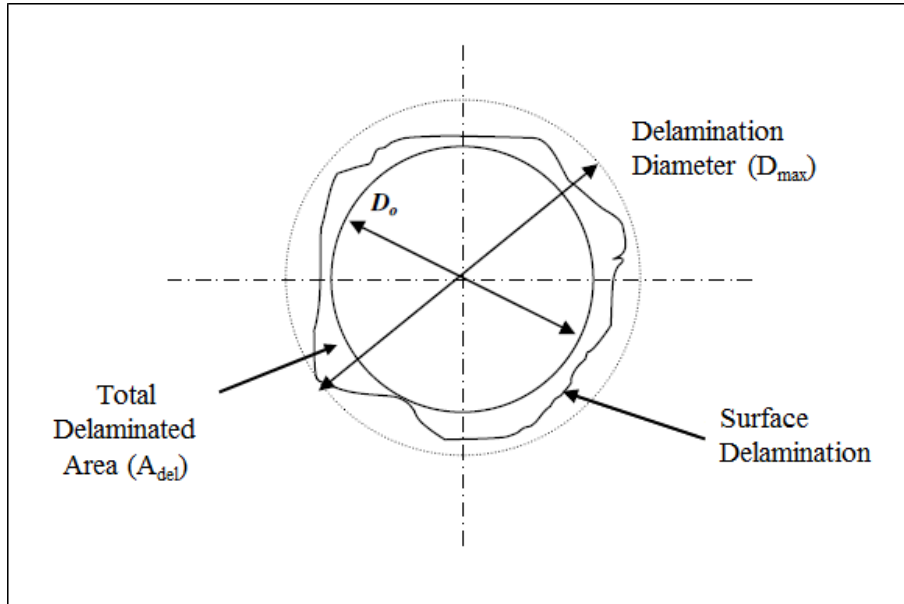 Delamination
Diameter (Dmax)
Do
Total
Delaminated
Area (Adel)
Surface
Delamination